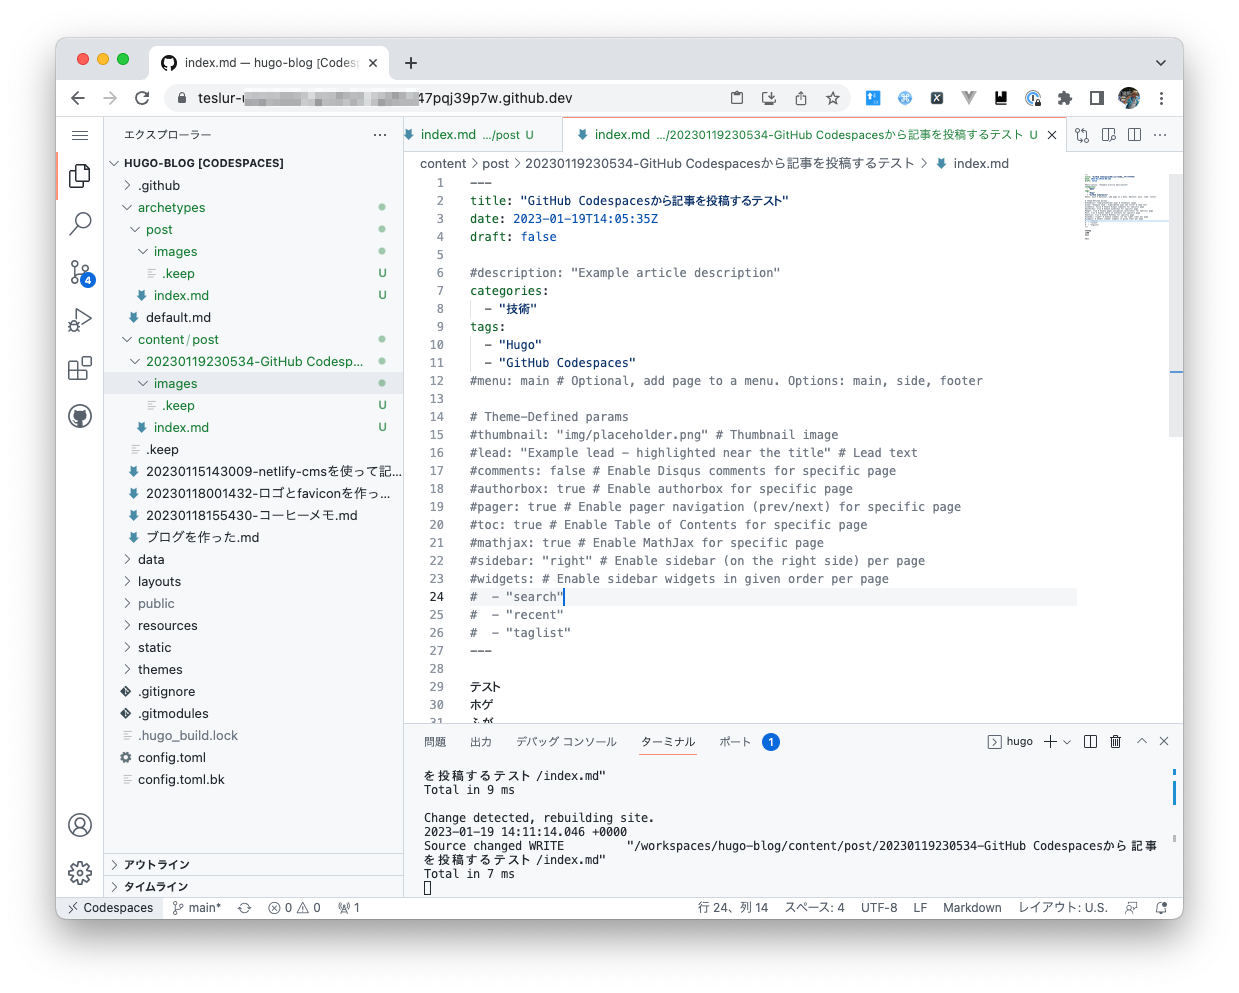 index.md — hugo-blog [Codes
teslur-
47pqj39p7w.github.dev
エクスプローラー
HUGO-BLOG [CODESPACES]
.github
archetypes
post
images
.keep U
index.md U
default.md
content/post
20230119230534-GitHub Codesp...
images
.keep U
index.md U
.keep
20230115143009-netlify-cmsを使って記...
20230118001432-ロゴとfaviconを作っ...
20230118155430-コーヒーメモ.md
ブログを作った.md
data
layouts
public
resources
static
themes
.gitignore
.gitmodules
.hugo_build.lock
config.toml
config.toml.bk
アウトライン
タイムライン
4
index.md .../post U
index.md .../20230119230534-GitHub Codespacesから記事を投稿するテスト U
content > post > 20230119230534-GitHub Codespacesから記事を投稿するテスト > index.md
1 ---
2 title: "GitHub Codespacesから記事を投稿するテスト"
3 date: 2023-01-19T14:05:35Z
4 draft: false
5
6 #description: "Example article description"
7 categories:
8 - "技術"
9 tags:
10 - "Hugo"
11 - "GitHub Codespaces"
12 #menu: main # Optional, add page to a menu. Options: main, side, footer
13
14 # Theme-Defined params
15 #thumbnail: "img/placeholder.png" # Thumbnail image
16 #lead: "Example lead - highlighted near the title" # Lead text
17 #comments: false # Enable Disqus comments for specific page
18 #authorbox: true # Enable authorbox for specific page
19 #pager: true # Enable pager navigation (prev/next) for specific page
20 #toc: true # Enable Table of Contents for specific page
21 #mathjax: true # Enable MathJax for specific page
22 #sidebar: "right" # Enable sidebar (on the right side) per page
23 #widgets: # Enable sidebar widgets in given order per page
24 # - "search"
25 # - "recent"
26 # - "taglist"
27 ---
28
29 テスト
30 ホゲ
31 ふが
問題 出力 デバッグ コンソール ターミナル ポート 1 hugo
を投稿するテスト/index.md"
Total in 9 ms
Change detected, rebuilding site.
2023-01-19 14:11:14.046 +0000
Source changed WRITE "/workspaces/hugo-blog/content/post/20230119230534-GitHub Codespacesから記事
を投稿するテスト/index.md"
Total in 7 ms
Codespaces main* 0 0 1 行 24、列 14 スペース: 4 UTF-8 LF Markdown レイアウト: U.S.